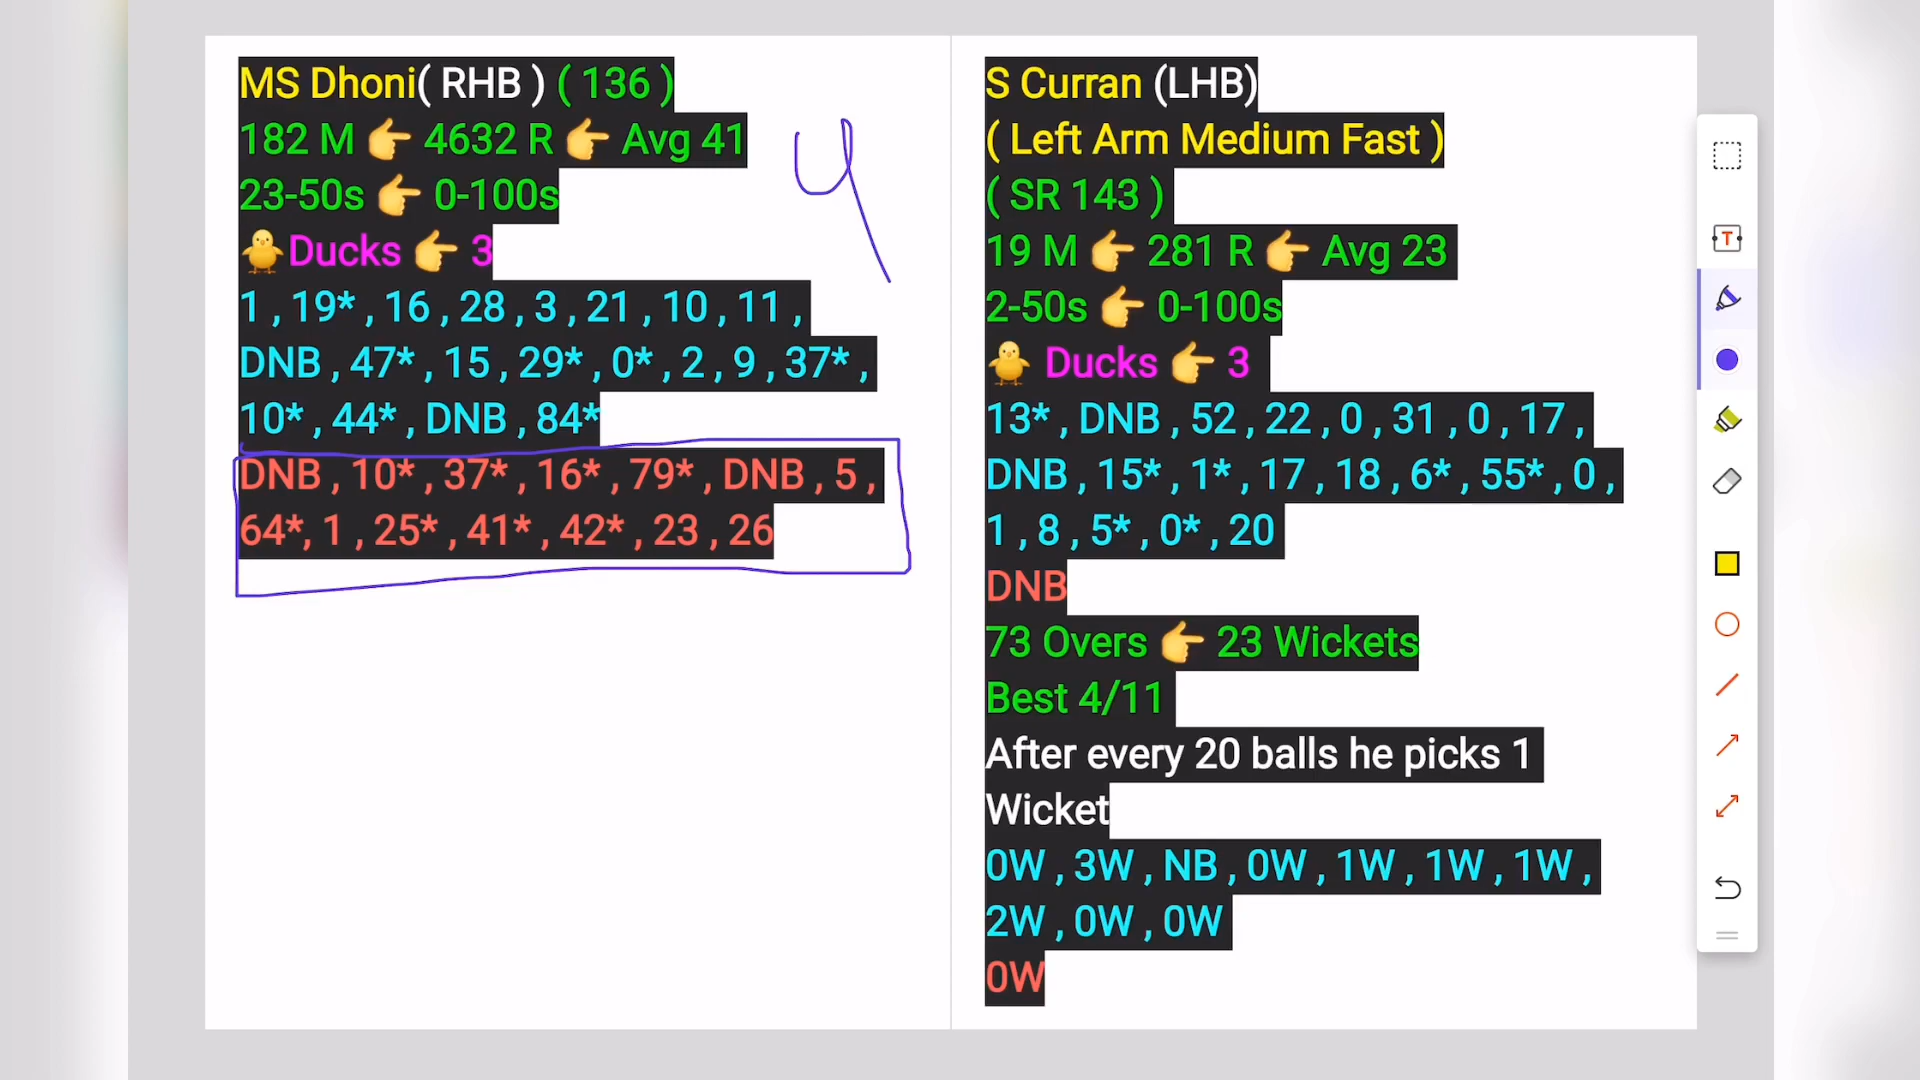 MS Dhoni( RHB ) ( 136 )
182 M 👉 4632 R 👉 Avg 41
23-50s 👉 0-100s
🐥Ducks 👉 3
1 , 19* , 16 , 28 , 3 , 21 , 10 , 11 ,
DNB , 47* , 15 , 29* , 0* , 2 , 9 , 37* ,
10* , 44* , DNB , 84*
DNB , 10* , 37* , 16* , 79* , DNB , 5 ,
64*, 1 , 25* , 41* , 42* , 23 , 26
4
S Curran (LHB)
( Left Arm Medium Fast )
( SR 143 )
19 M 👉 281 R 👉 Avg 23
2-50s 👉 0-100s
🐥 Ducks 👉 3
13* , DNB , 52 , 22 , 0 , 31 , 0 , 17 ,
DNB , 15* , 1* , 17 , 18 , 6* , 55* , 0 ,
1 , 8 , 5* , 0* , 20
DNB
73 Overs 👉 23 Wickets
Best 4/11
After every 20 balls he picks 1
Wicket
0W , 3W , NB , 0W , 1W , 1W , 1W ,
2W , 0W , 0W
0W
T